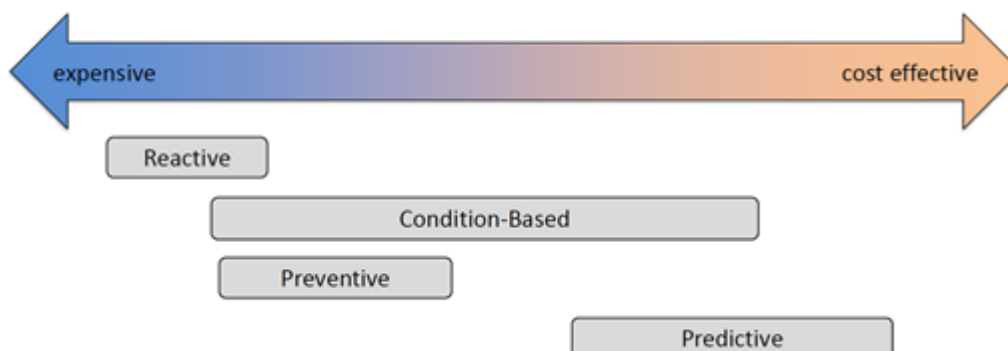 expensive
cost effective
Reactive
Condition-Based
Preventive
Predictive